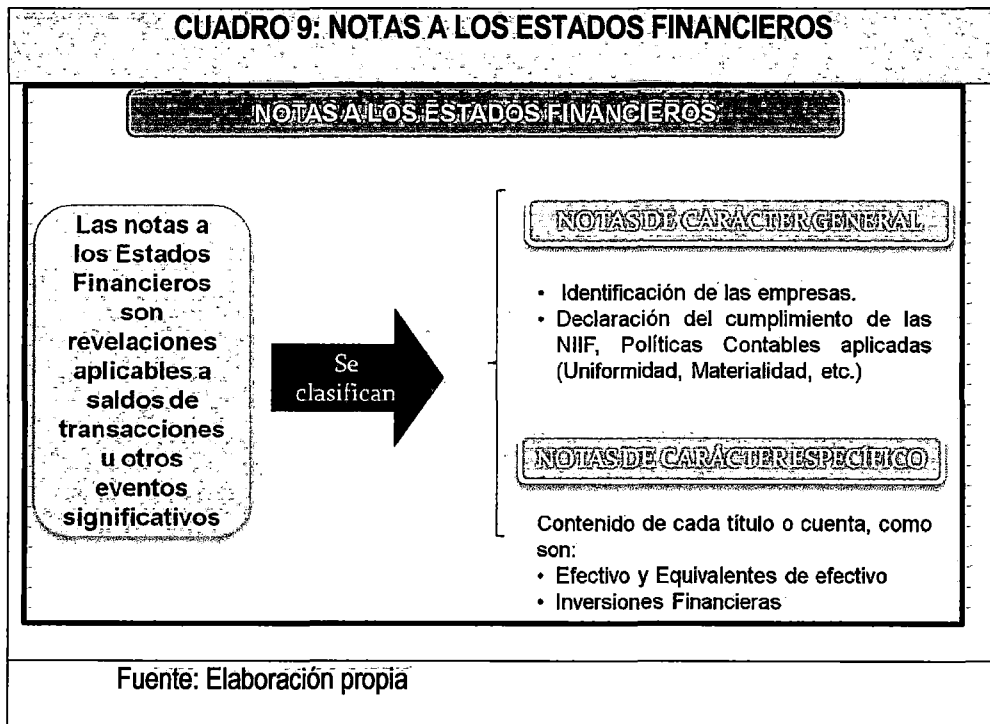 CUADRO 9: NOTAS A LOS ESTADOS FINANCIEROS
NOTAS A LOS ESTADOS FINANCIEROS
Las notas a
los Estados
Financieros
son
revelaciones
aplicables a
saldos de
transacciones
u otros
eventos
significativos
Se
clasifican
NOTAS DE CARÁCTER GENERAL
• Identificación de las empresas.
• Declaración del cumplimiento de las
NIIF, Políticas Contables aplicadas
(Uniformidad, Materialidad, etc.)
NOTAS DE CARÁCTER ESPECÍFICO
Contenido de cada título o cuenta, como
son:
• Efectivo y Equivalentes de efectivo
• Inversiones Financieras
Fuente: Elaboración propia